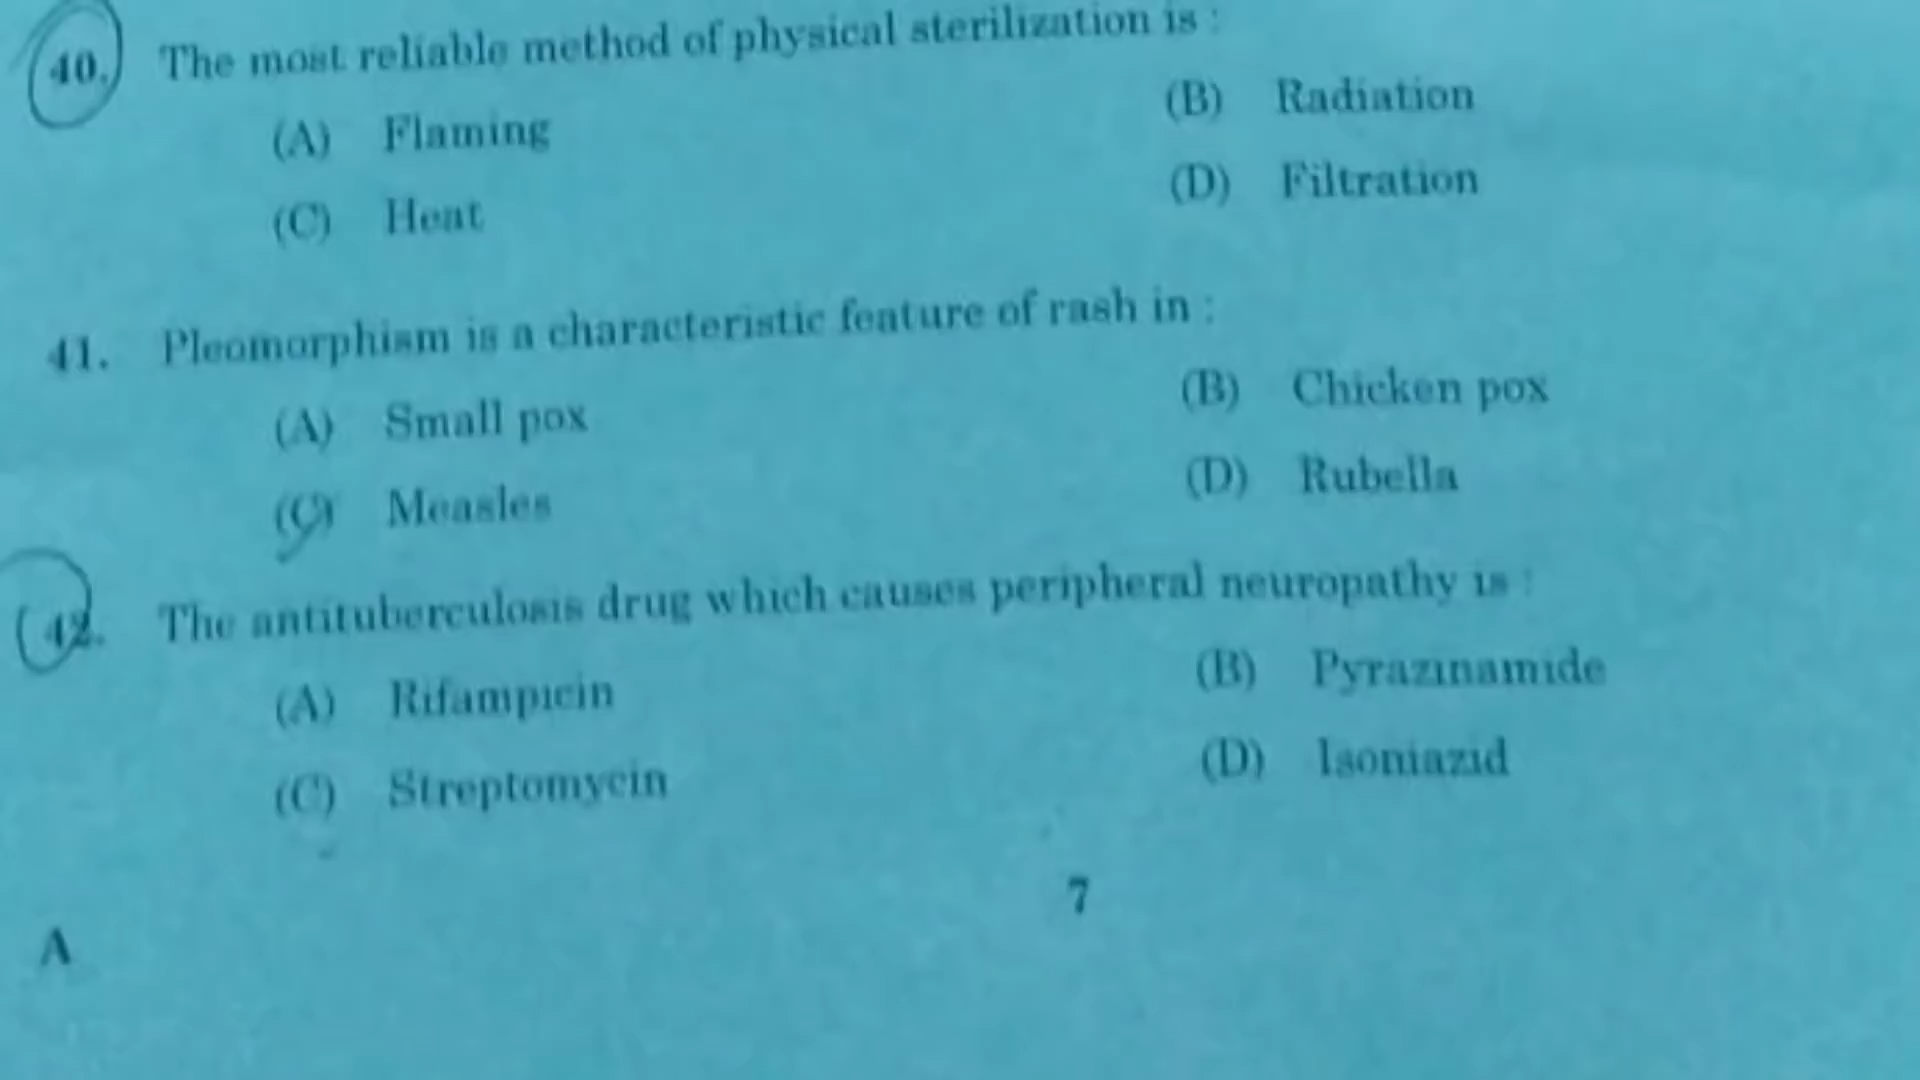 40. The most reliable method of physical sterilization is :
(A) Flaming (B) Radiation
(C) Heat (D) Filtration
41. Pleomorphism is a characteristic feature of rash in :
(A) Small pox (B) Chicken pox
(C) Measles (D) Rubella
42. The antituberculosis drug which causes peripheral neuropathy is :
(A) Rifampicin (B) Pyrazinamide
(C) Streptomycin (D) Isoniazid
7
A